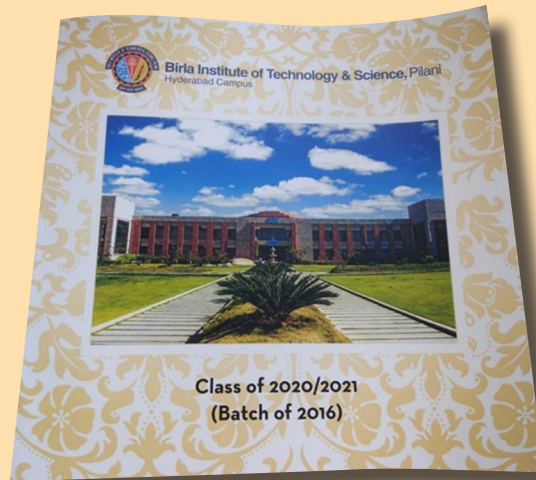 Birla Institute of Technology & Science, Pilani
Hyderabad Campus
Class of 2020/2021
(Batch of 2016)